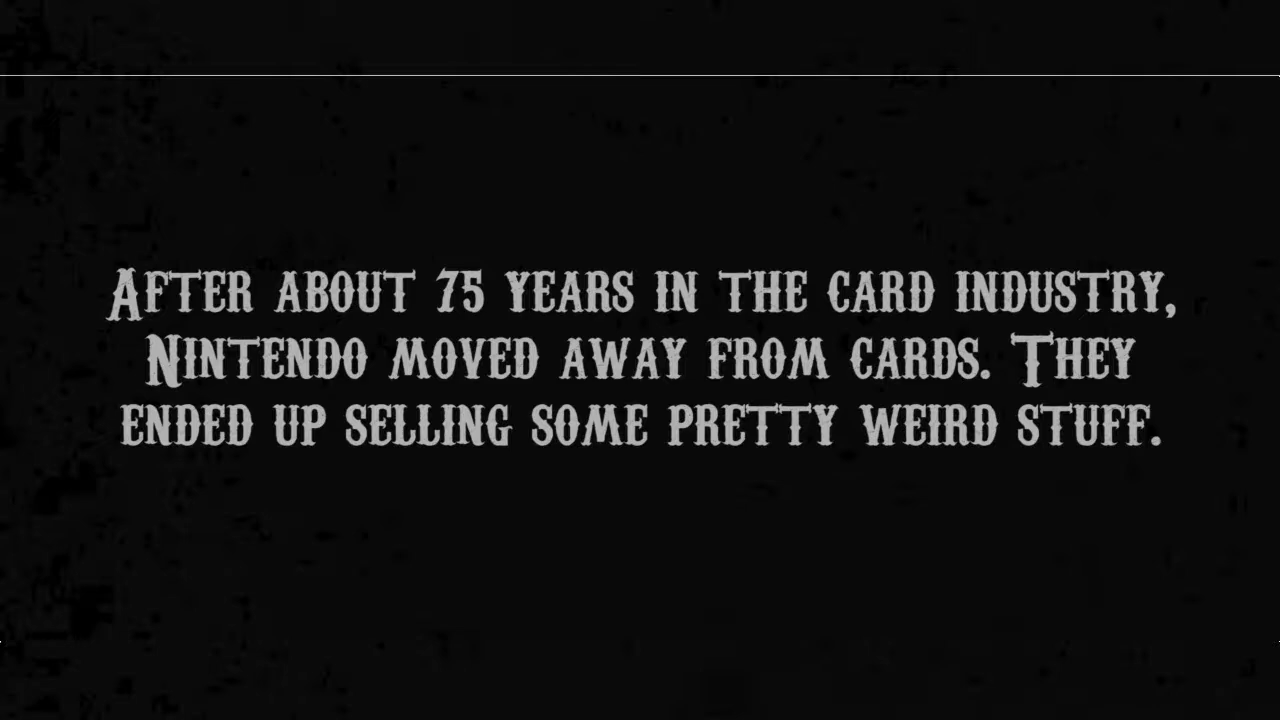 After about 75 years in the card industry,
Nintendo moved away from cards. They
ended up selling some pretty weird stuff.